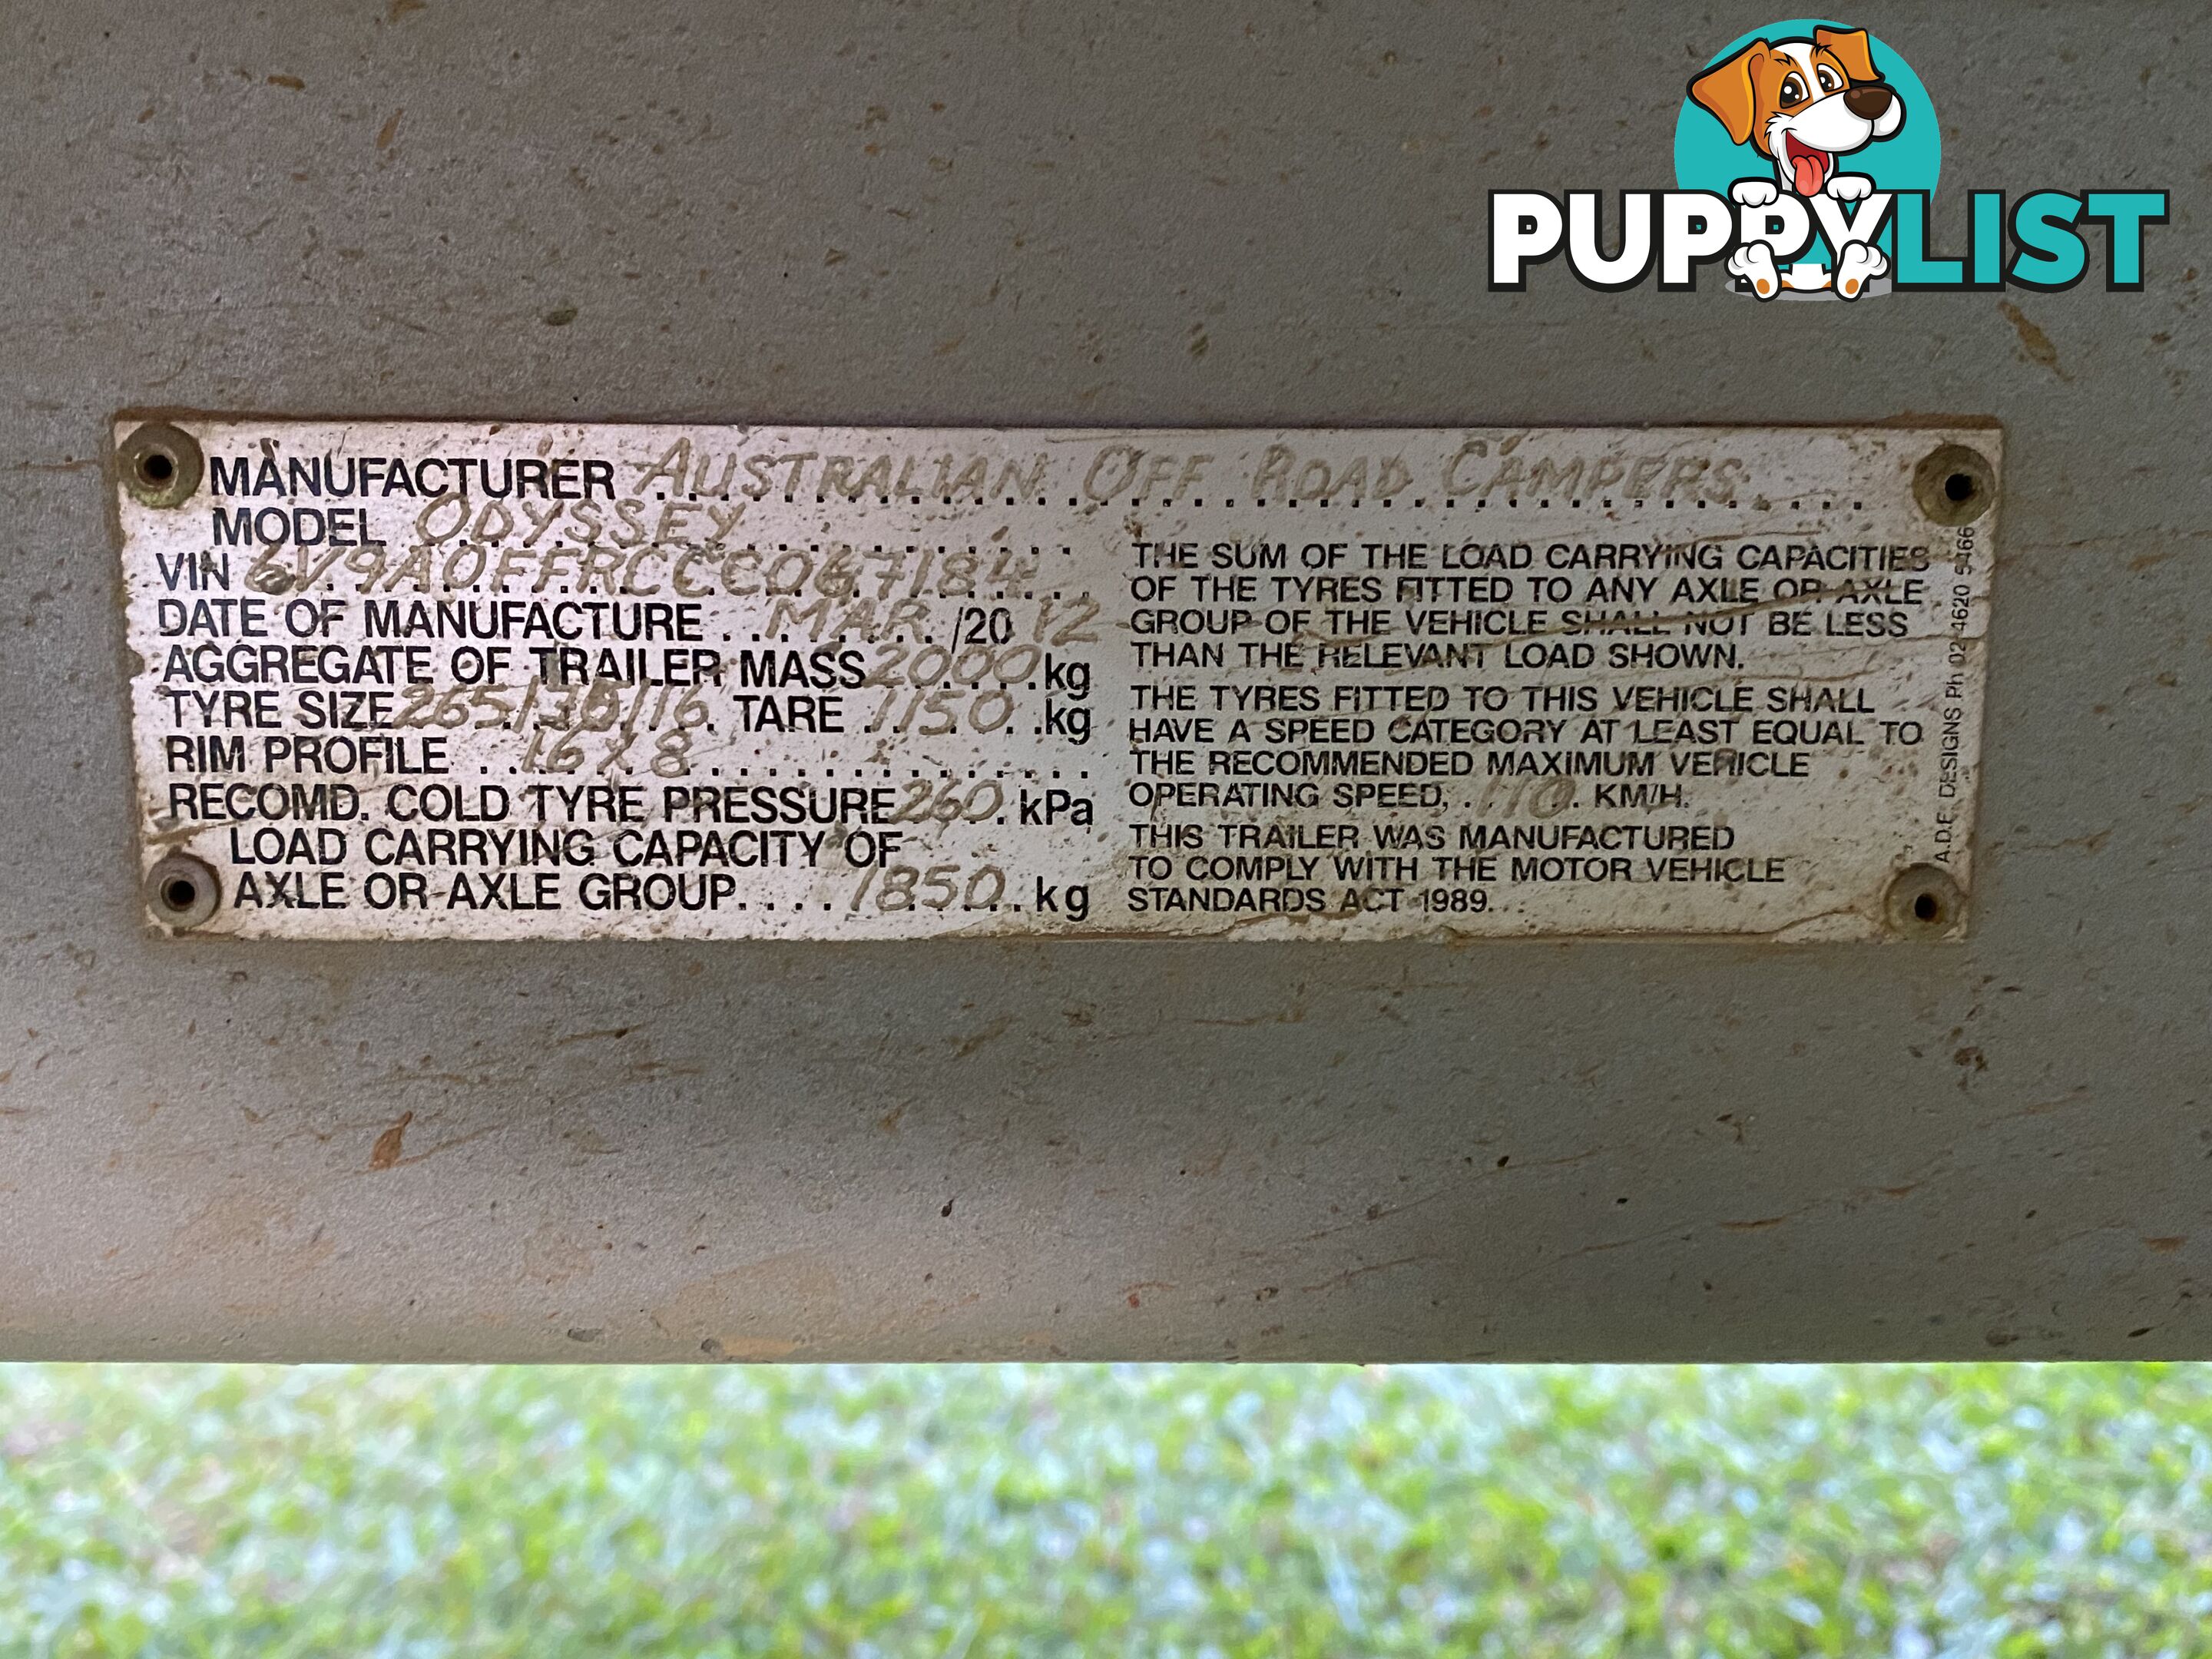 PUPPYLIST
MANUFACTURER AUSTRALIAN OFF ROAD CAMPERS
MODEL ODYSSEY
VIN 6V9A0FFRCCC067184
DATE OF MANUFACTURE . . MAR . . /20 12
AGGREGATE OF TRAILER MASS 2000 kg
TYRE SIZE 265/70/16 TARE 1150 kg
RIM PROFILE 16 x 8
RECOMD. COLD TYRE PRESSURE 260 kPa
LOAD CARRYING CAPACITY OF
AXLE OR AXLE GROUP. . . . 1850 kg
THE SUM OF THE LOAD CARRYING CAPACITIES
OF THE TYRES FITTED TO ANY AXLE OR AXLE
GROUP OF THE VEHICLE SHALL NOT BE LESS
THAN THE RELEVANT LOAD SHOWN.
THE TYRES FITTED TO THIS VEHICLE SHALL
HAVE A SPEED CATEGORY AT LEAST EQUAL TO
THE RECOMMENDED MAXIMUM VEHICLE
OPERATING SPEED, . . 110 . KM/H.
THIS TRAILER WAS MANUFACTURED
TO COMPLY WITH THE MOTOR VEHICLE
STANDARDS ACT 1989. . .
A.D.E. DESIGNS Ph 02 4620 5466